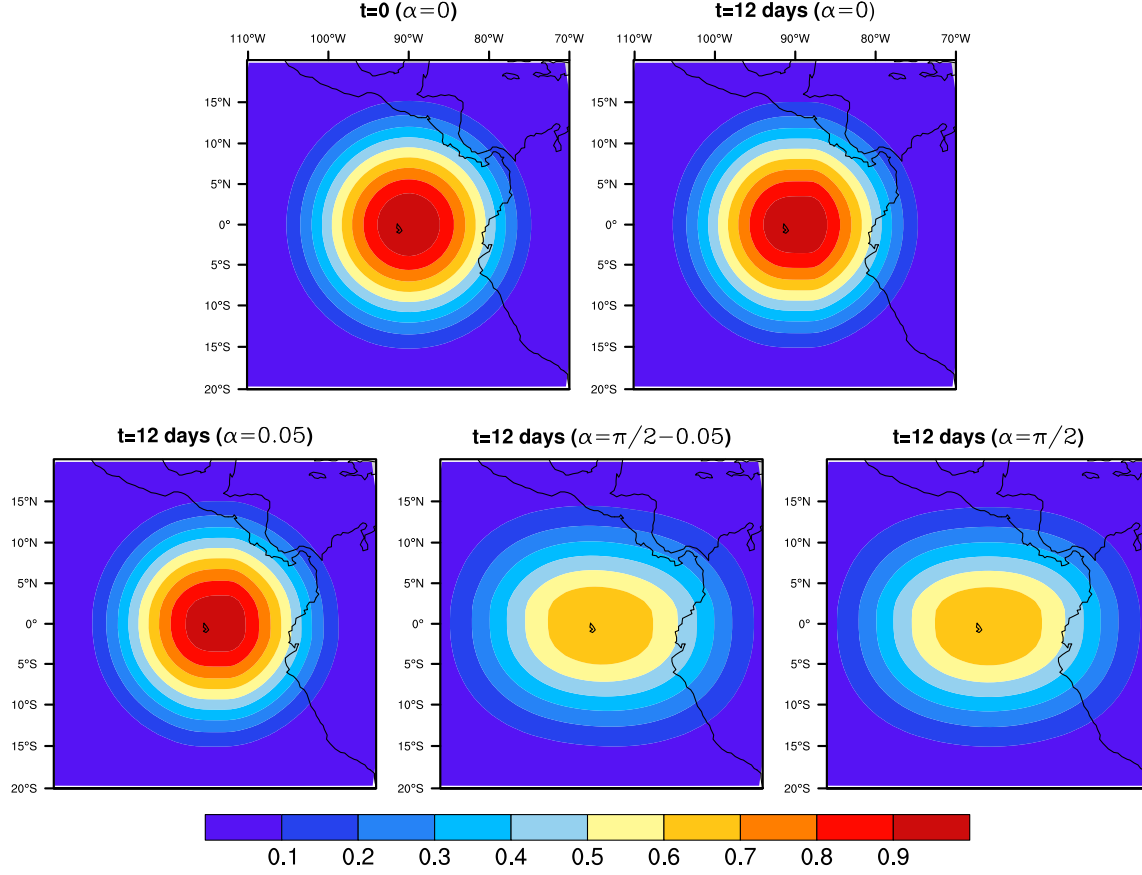 t=0 (α=0) t=12 days (α=0)
110°W 100°W 90°W 80°W 70°W 110°W 100°W 90°W 80°W 70°W
15°N 15°N
10°N 10°N
5°N 5°N
0° 0°
5°S 5°S
10°S 10°S
15°S 15°S
20°S 20°S
t=12 days (α=0.05) t=12 days (α=π/2−0.05) t=12 days (α=π/2)
15°N 15°N 15°N
10°N 10°N 10°N
5°N 5°N 5°N
0° 0° 0°
5°S 5°S 5°S
10°S 10°S 10°S
15°S 15°S 15°S
20°S 20°S 20°S
0.1 0.2 0.3 0.4 0.5 0.6 0.7 0.8 0.9